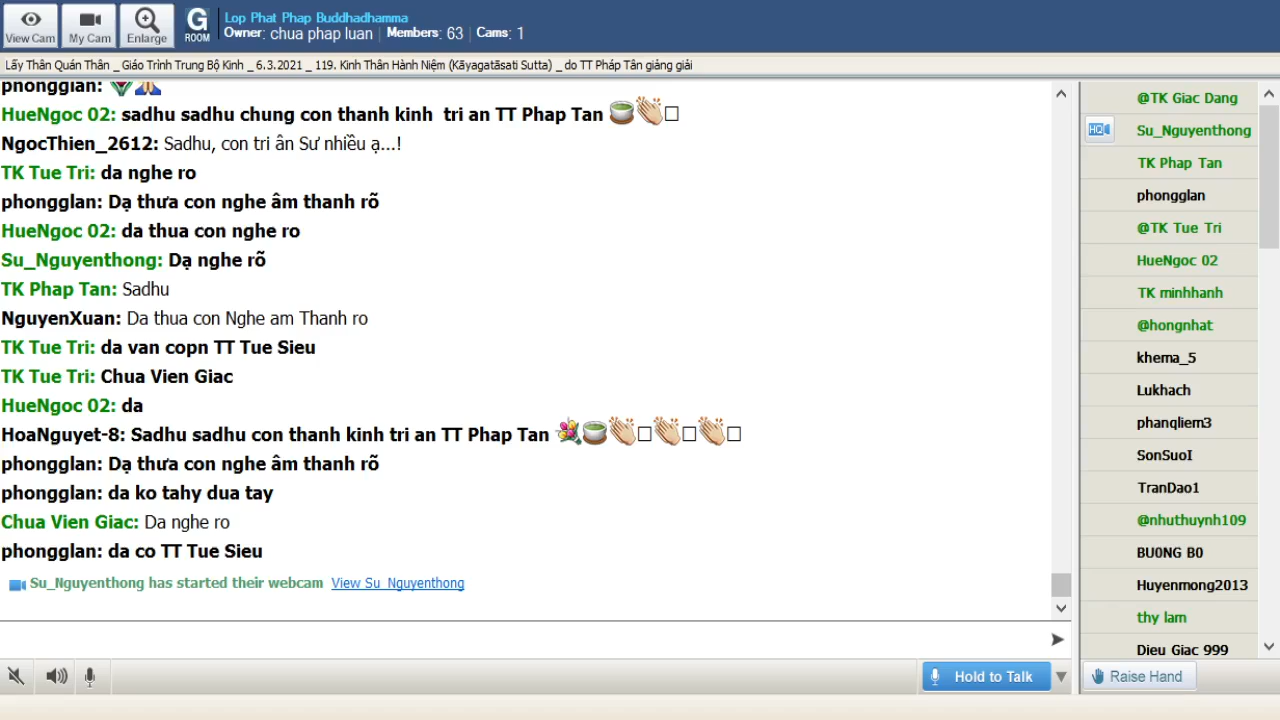 View Cam
My Cam
Enlarge
G
ROOM
Lop Phat Phap Buddhadhamma
Owner: chua phap luan | Members: 63 | Cams: 1
Lấy Thân Quán Thân _ Giáo Trình Trung Bộ Kinh _ 6.3.2021 _ 119. Kinh Thân Hành Niệm (Kāyagatāsati Sutta) _ do TT Pháp Tân giảng giải
phongglan:
HueNgoc 02: sadhu sadhu chung con thanh kinh tri an TT Phap Tan
NgocThien_2612: Sadhu, con tri ân Sư nhiều ạ...!
TK Tue Tri: da nghe ro
phongglan: Dạ thưa con nghe âm thanh rõ
HueNgoc 02: da thua con nghe ro
Su_Nguyenthong: Dạ nghe rõ
TK Phap Tan: Sadhu
NguyenXuan: Da thua con Nghe am Thanh ro
TK Tue Tri: da van copn TT Tue Sieu
TK Tue Tri: Chua Vien Giac
HueNgoc 02: da
HoaNguyet-8: Sadhu sadhu con thanh kinh tri an TT Phap Tan
phongglan: Dạ thưa con nghe âm thanh rõ
phongglan: da ko tahy dua tay
Chua Vien Giac: Da nghe ro
phongglan: da co TT Tue Sieu
Su_Nguyenthong has started their webcam View Su_Nguyenthong
Hold to Talk
@TK Giac Dang
HQ
Su_Nguyenthong
TK Phap Tan
phongglan
@TK Tue Tri
HueNgoc 02
TK minhhanh
@hongnhat
khema_5
Lukhach
phanqliem3
SonSuoI
TranDao1
@nhuthuynh109
BU0NG B0
Huyenmong2013
thy lam
Dieu Giac 999
Raise Hand